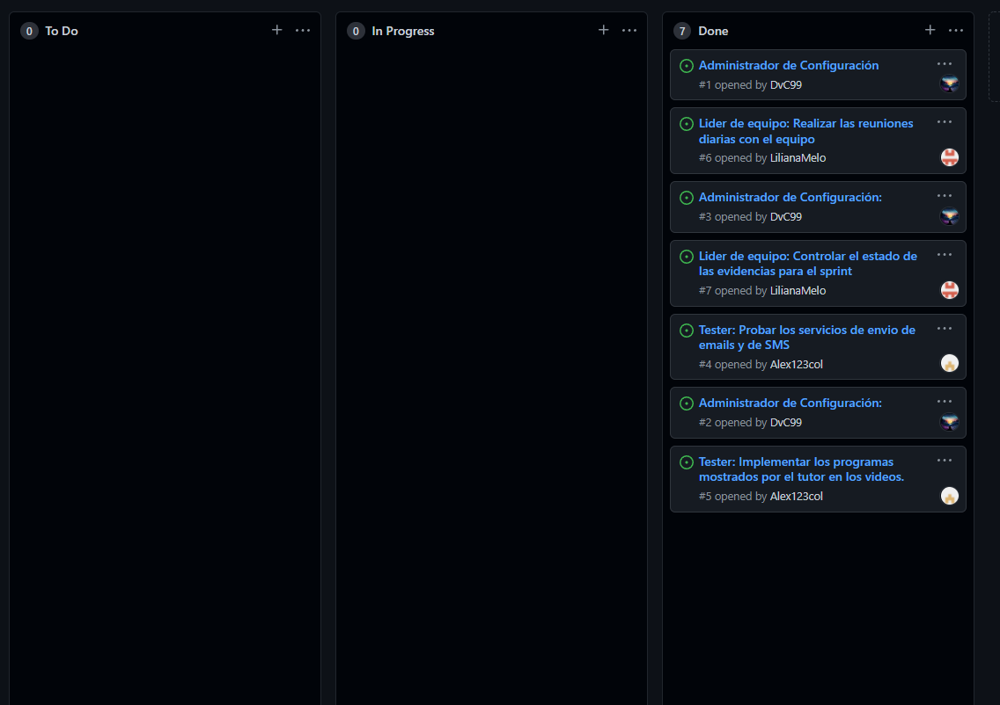 0 To Do
0 In Progress
7 Done
Administrador de Configuración
#1 opened by DvC99
Lider de equipo: Realizar las reuniones
diarias con el equipo
#6 opened by LilianaMelo
Administrador de Configuración:
#3 opened by DvC99
Lider de equipo: Controlar el estado de
las evidencias para el sprint
#7 opened by LilianaMelo
Tester: Probar los servicios de envio de
emails y de SMS
#4 opened by Alex123col
Administrador de Configuración:
#2 opened by DvC99
Tester: Implementar los programas
mostrados por el tutor en los videos.
#5 opened by Alex123col